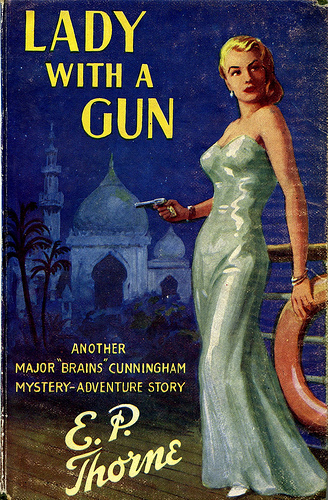 LADY
WITH A
GUN
ANOTHER
MAJOR "BRAINS" CUNNINGHAM
MYSTERY-ADVENTURE STORY
E. P.
Thorne